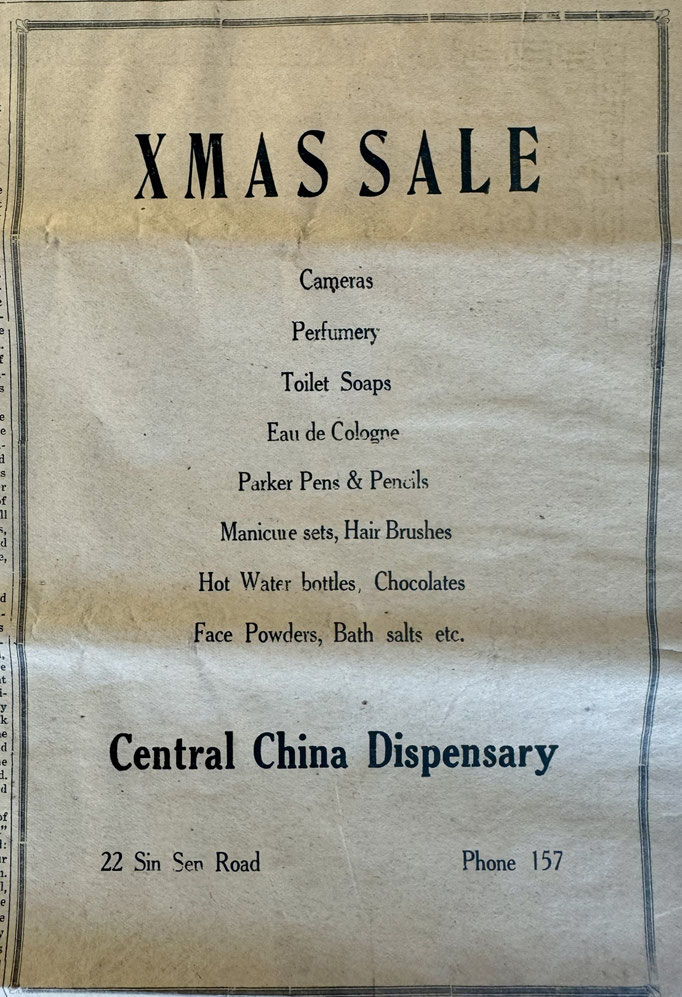 XMAS SALE
Cameras
Perfumery
Toilet Soaps
Eau de Cologne
Parker Pens & Pencils
Manicure sets, Hair Brushes
Hot Water bottles, Chocolates
Face Powders, Bath salts etc.
Central China Dispensary
22 Sin Sen Road Phone 157